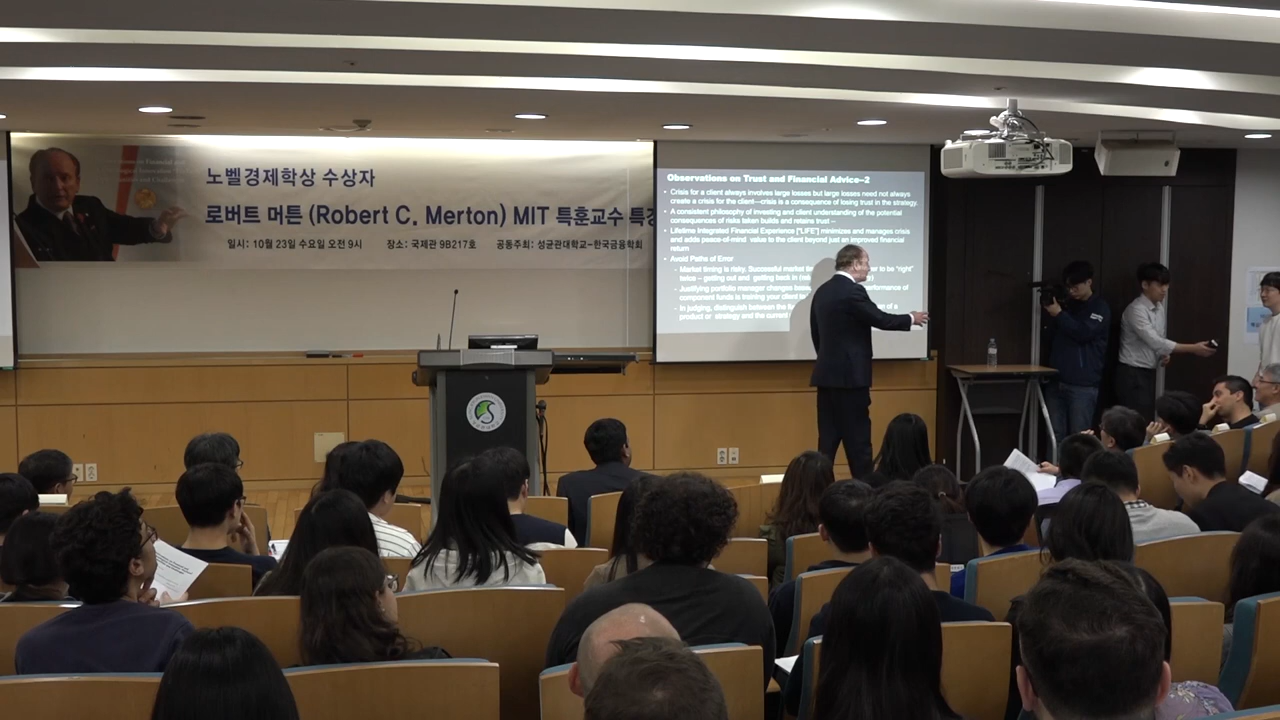 노벨경제학상 수상자
로버트 머튼 (Robert C. Merton) MIT 특훈교수 특강
일시: 10월 23일 수요일 오전 9시 장소: 국제관 9B217호 공동주최: 성균관대학교-한국금융학회
Observations on Trust and Financial Advice–2
• Crisis for a client always involves large losses but large losses need not always
create a crisis for the client—crisis is a consequence of losing trust in the strategy.
• A consistent philosophy of investing and client understanding of the potential
consequences of risks taken builds and retains trust –
• Lifetime Integrated Financial Experience ["LIFE"] minimizes and manages crisis
and adds peace-of-mind value to the client beyond just an improved financial
return
• Avoid Paths of Error
- Market timing is risky. Successful market to be "right"
twice – getting out and getting back in
- Justifying portfolio manager changes performance of
component funds is training your client
- In judging, distinguish between the of a
product or strategy and the current